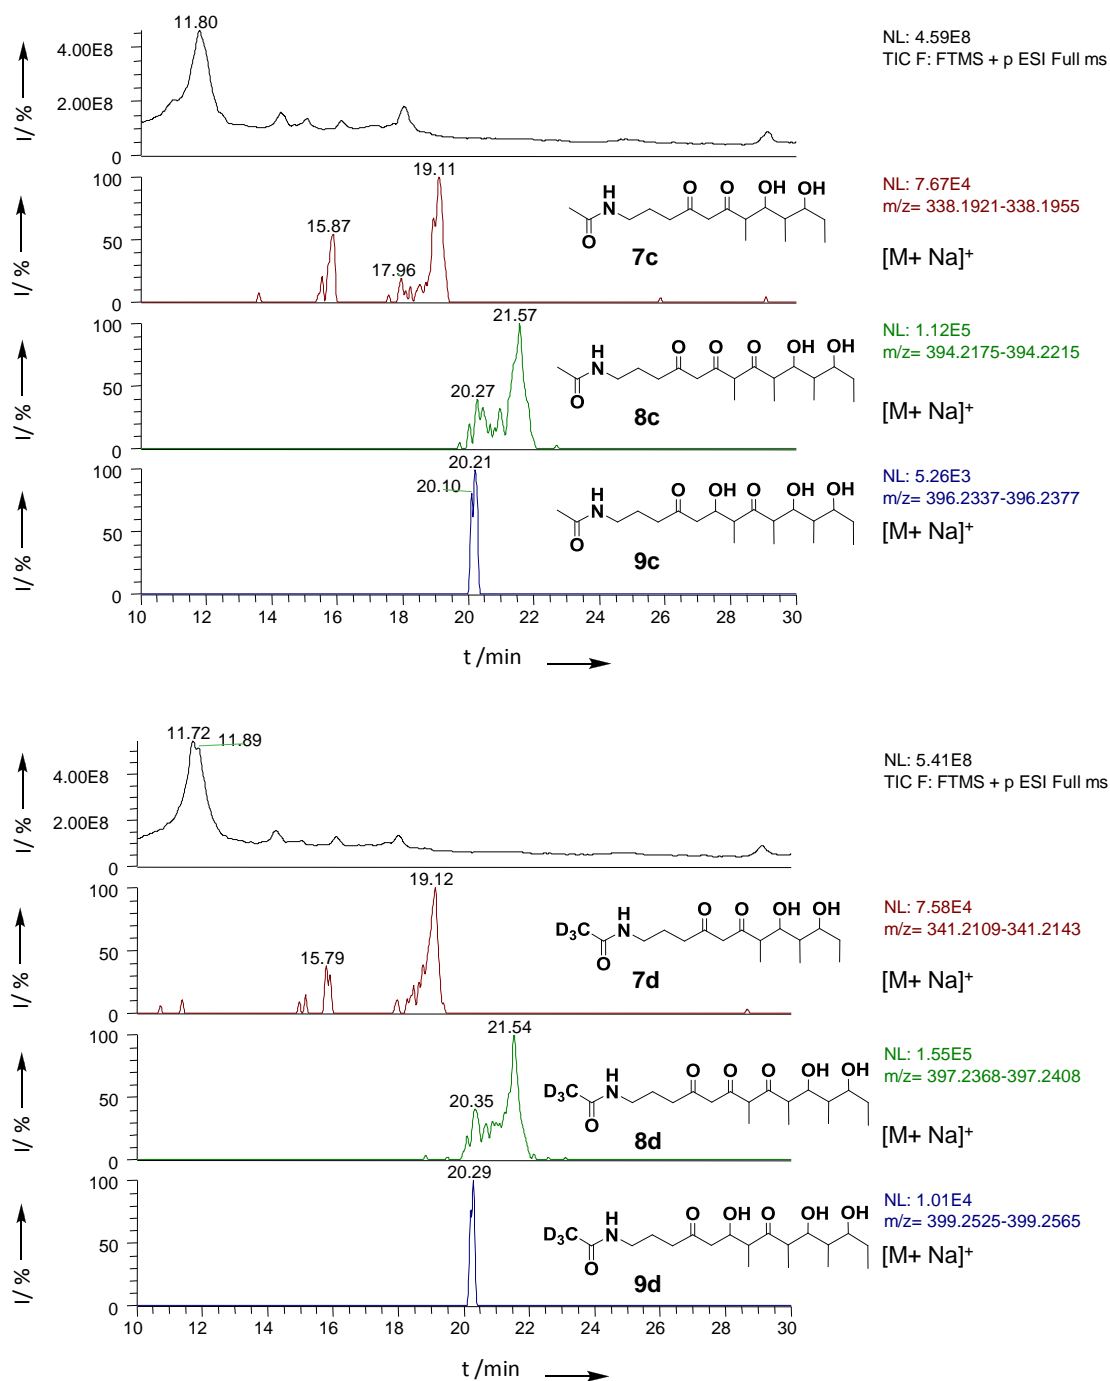 11.80
4.00E8
2.00E8
0
I/ %
NL: 4.59E8
TIC F: FTMS + p ESI Full ms
19.11
15.87
17.96
100
50
0
I/ %
H
N
O
O
O
OH
OH
7c
NL: 7.67E4
m/z= 338.1921-338.1955
[M+ Na]+
21.57
20.27
100
50
0
I/ %
H
N
O
O
O
O
OH
OH
8c
NL: 1.12E5
m/z= 394.2175-394.2215
[M+ Na]+
20.21
20.10
100
50
0
I/ %
H
N
O
O
OH
O
OH
OH
9c
NL: 5.26E3
m/z= 396.2337-396.2377
[M+ Na]+
10 12 14 16 18 20 22 24 26 28 30
t /min
11.72
11.89
4.00E8
2.00E8
0
I/ %
NL: 5.41E8
TIC F: FTMS + p ESI Full ms
19.12
15.79
100
50
0
I/ %
D3C
H
N
O
O
O
OH
OH
7d
NL: 7.58E4
m/z= 341.2109-341.2143
[M+ Na]+
21.54
20.35
100
50
0
I/ %
D3C
H
N
O
O
O
O
OH
OH
8d
NL: 1.55E5
m/z= 397.2368-397.2408
[M+ Na]+
20.29
100
50
0
I/ %
D3C
H
N
O
O
OH
O
OH
OH
9d
NL: 1.01E4
m/z= 399.2525-399.2565
[M+ Na]+
10 12 14 16 18 20 22 24 26 28 30
t /min